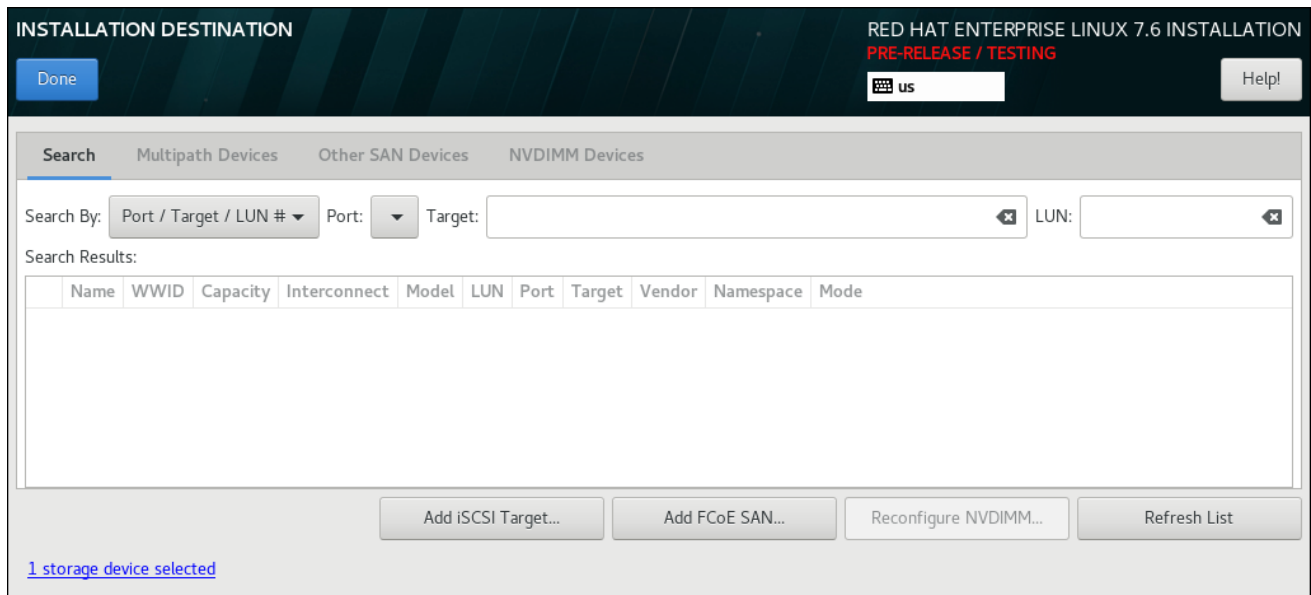 INSTALLATION DESTINATION
RED HAT ENTERPRISE LINUX 7.6 INSTALLATION
PRE-RELEASE / TESTING
Done
us
Help!
Search Multipath Devices Other SAN Devices NVDIMM Devices
Search By: Port / Target / LUN # Port: Target: LUN:
Search Results:
Name WWID Capacity Interconnect Model LUN Port Target Vendor Namespace Mode
Add iSCSI Target... Add FCoE SAN... Reconfigure NVDIMM... Refresh List
1 storage device selected